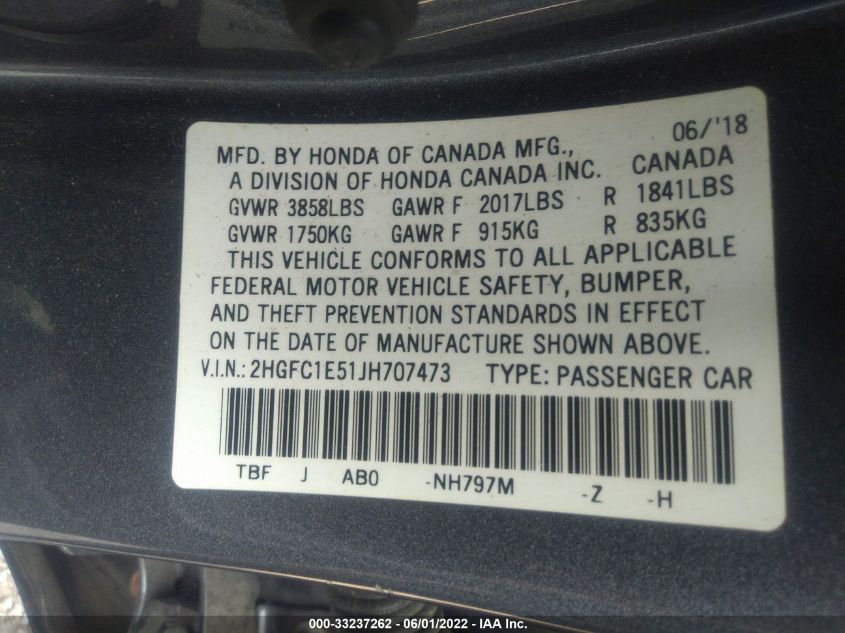 06/'18
MFD. BY HONDA OF CANADA MFG.,
A DIVISION OF HONDA CANADA INC. CANADA
GVWR 3858LBS GAWR F 2017LBS R 1841LBS
GVWR 1750KG GAWR F 915KG R 835KG
THIS VEHICLE CONFORMS TO ALL APPLICABLE
FEDERAL MOTOR VEHICLE SAFETY, BUMPER,
AND THEFT PREVENTION STANDARDS IN EFFECT
ON THE DATE OF MANUFACTURE SHOWN ABOVE.
V.I.N.: 2HGFC1E51JH707473 TYPE: PASSENGER CAR
TBF J AB0 -NH797M -Z -H
000-33237262 - 06/01/2022 - IAA Inc.